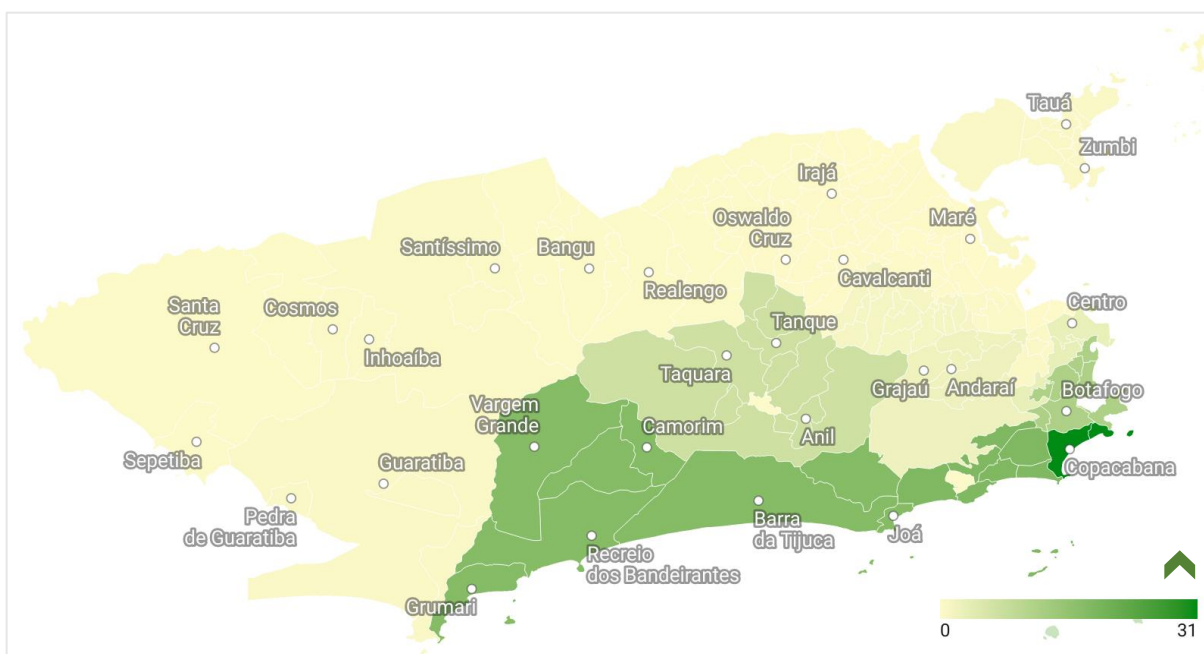 Tauá
Zumbi
Irajá
Oswaldo
Cruz
Maré
Santíssimo
Bangu
Realengo
Cavalcanti
Santa
Cruz
Cosmos
Inhoaíba
Centro
Tanque
Taquara
Grajaú
Andaraí
Botafogo
Vargem
Grande
Camorim
Anil
Sepetiba
Guaratiba
Copacabana
Pedra
de Guaratiba
Barra
da Tijuca
Joá
Recreio
dos Bandeirantes
Grumari
0
31